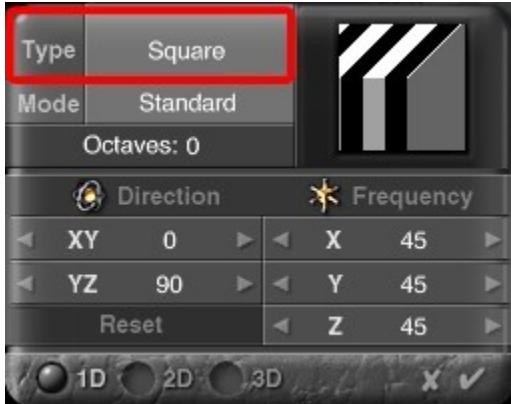 Type Square
Mode Standard
Octaves: 0
Direction Frequency
XY 0 X 45
YZ 90 Y 45
Reset Z 45
1D 2D 3D